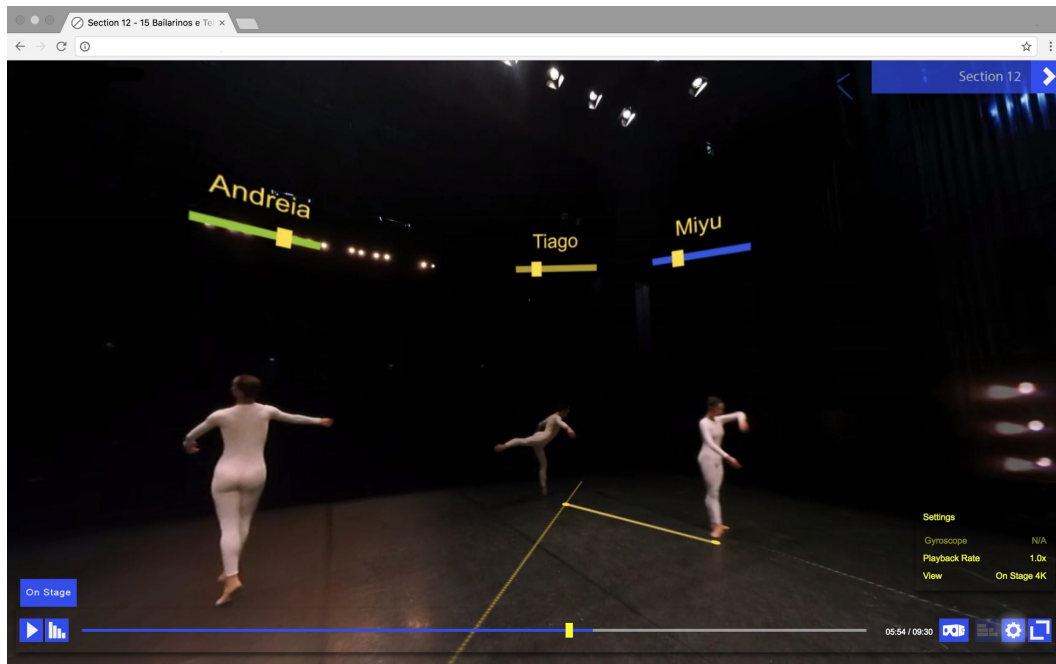 Section 12 - 15 Bailarinos e Te
Section 12
Andreia
Tiago
Miyu
Settings
Gyroscope N/A
Playback Rate 1.0x
View On Stage 4K
On Stage
05:54 / 09:30